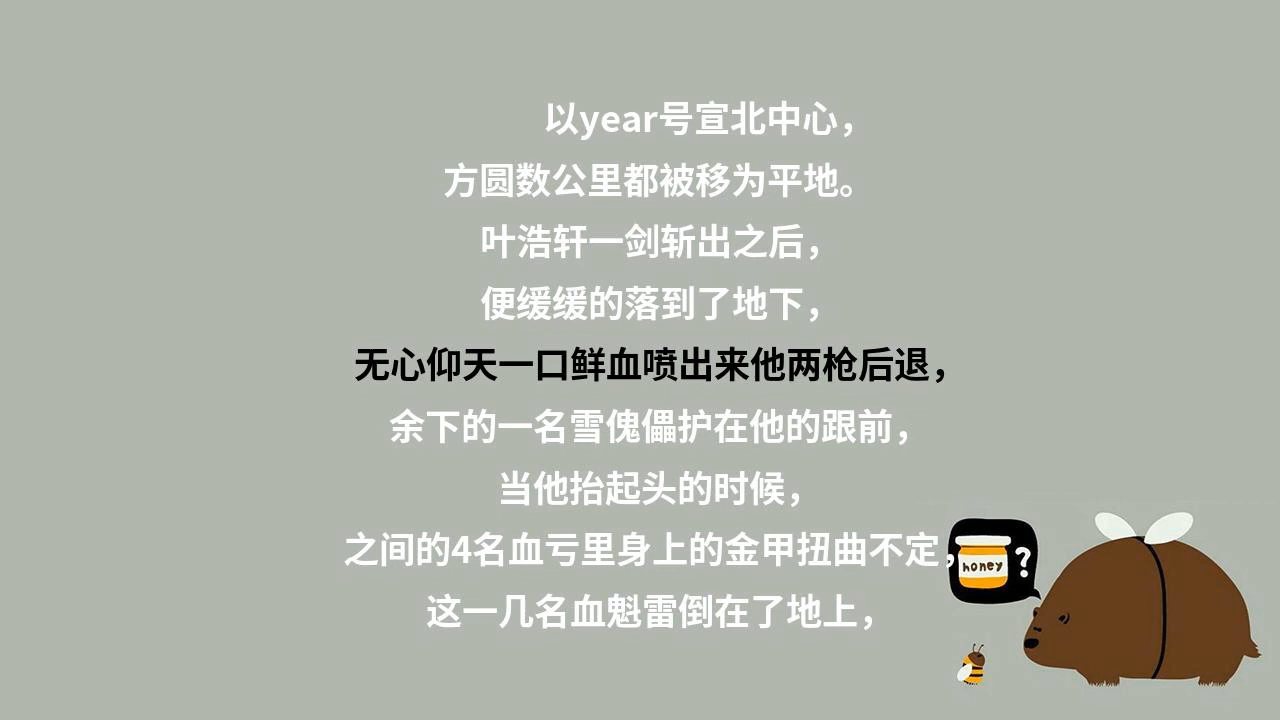 以year号宣北中心，
方圆数公里都被移为平地。
叶浩轩一剑斩出之后，
便缓缓的落到了地下，
无心仰天一口鲜血喷出来他两枪后退，
余下的一名雪傀儡护在他的跟前，
当他抬起头的时候，
之间的4名血亏里身上的金甲扭曲不定，
这一几名血魁雷倒在了地上，
honey
?